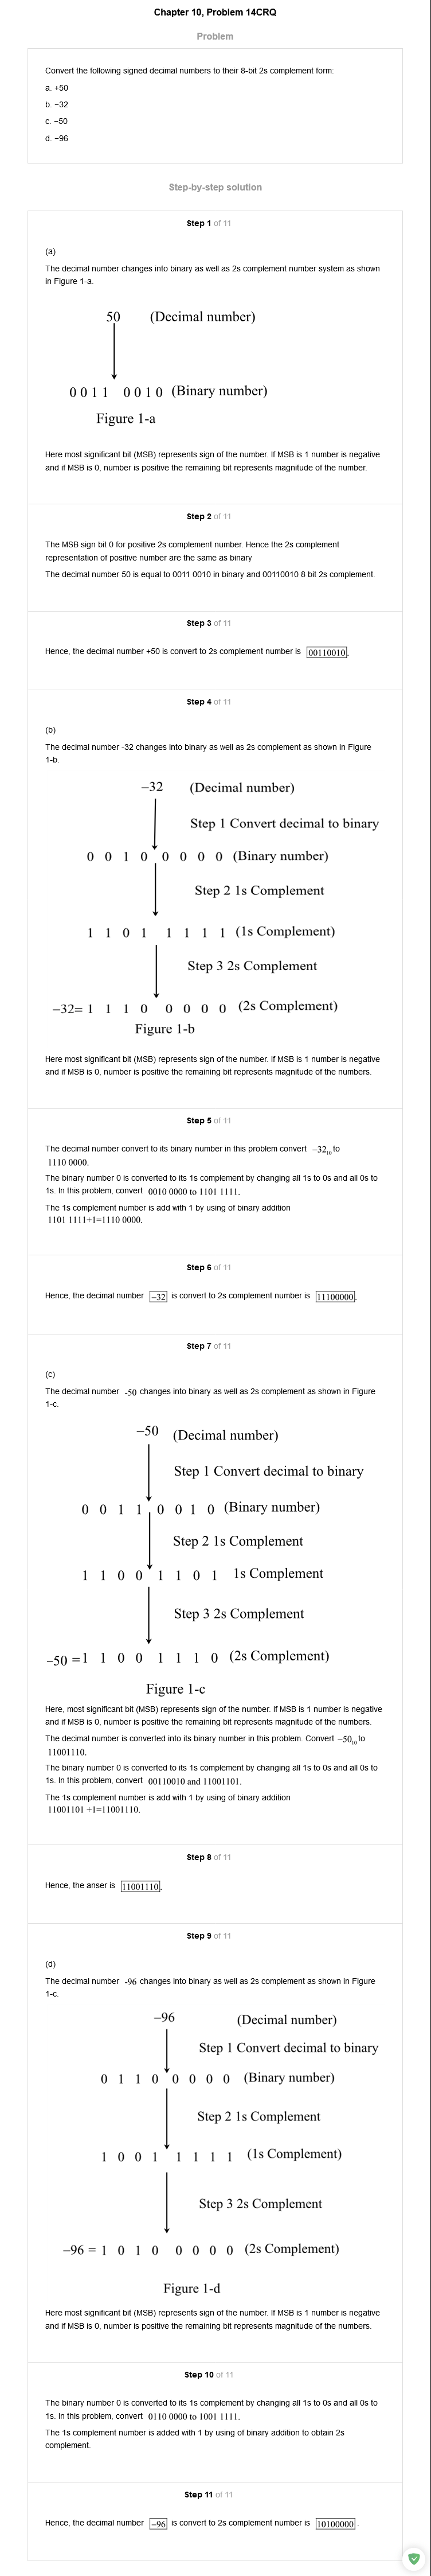 Chapter 10, Problem 14CRQ
Problem
Convert the following signed decimal numbers to their 8-bit 2s complement form:
a. +50
b. −32
c. −50
d. −96
Step-by-step solution
Step 1 of 11
(a)
The decimal number changes into binary as well as 2s complement number system as shown
in Figure 1-a.
50 (Decimal number)
0 0 1 1 0 0 1 0 (Binary number)
Figure 1-a
Here most significant bit (MSB) represents sign of the number. If MSB is 1 number is negative
and if MSB is 0, number is positive the remaining bit represents magnitude of the number.
Step 2 of 11
The MSB sign bit 0 for positive 2s complement number. Hence the 2s complement
representation of positive number are the same as binary
The decimal number 50 is equal to 0011 0010 in binary and 00110010 8 bit 2s complement.
Step 3 of 11
Hence, the decimal number +50 is convert to 2s complement number is 00110010.
Step 4 of 11
(b)
The decimal number -32 changes into binary as well as 2s complement as shown in Figure
1-b.
−32 (Decimal number)
Step 1 Convert decimal to binary
0 0 1 0 0 0 0 0 (Binary number)
Step 2 1s Complement
1 1 0 1 1 1 1 1 (1s Complement)
Step 3 2s Complement
−32= 1 1 1 0 0 0 0 0 (2s Complement)
Figure 1-b
Here most significant bit (MSB) represents sign of the number. If MSB is 1 number is negative
and if MSB is 0, number is positive the remaining bit represents magnitude of the numbers.
Step 5 of 11
The decimal number convert to its binary number in this problem convert −32₁₀ to
1110 0000.
The binary number 0 is converted to its 1s complement by changing all 1s to 0s and all 0s to
1s. In this problem, convert 0010 0000 to 1101 1111.
The 1s complement number is add with 1 by using of binary addition
1101 1111+1=1110 0000.
Step 6 of 11
Hence, the decimal number −32 is convert to 2s complement number is 11100000.
Step 7 of 11
(c)
The decimal number -50 changes into binary as well as 2s complement as shown in Figure
1-c.
−50 (Decimal number)
Step 1 Convert decimal to binary
0 0 1 1 0 0 1 0 (Binary number)
Step 2 1s Complement
1 1 0 0 1 1 0 1 1s Complement
Step 3 2s Complement
−50 =1 1 0 0 1 1 1 0 (2s Complement)
Figure 1-c
Here, most significant bit (MSB) represents sign of the number. If MSB is 1 number is negative
and if MSB is 0, number is positive the remaining bit represents magnitude of the numbers.
The decimal number is converted into its binary number in this problem. Convert −50₁₀ to
11001110.
The binary number 0 is converted to its 1s complement by changing all 1s to 0s and all 0s to
1s. In this problem, convert 00110010 and 11001101.
The 1s complement number is add with 1 by using of binary addition
11001101 +1=11001110.
Step 8 of 11
Hence, the anser is 11001110.
Step 9 of 11
(d)
The decimal number -96 changes into binary as well as 2s complement as shown in Figure
1-c.
−96 (Decimal number)
Step 1 Convert decimal to binary
0 1 1 0 0 0 0 0 (Binary number)
Step 2 1s Complement
1 0 0 1 1 1 1 1 (1s Complement)
Step 3 2s Complement
−96 = 1 0 1 0 0 0 0 0 (2s Complement)
Figure 1-d
Here most significant bit (MSB) represents sign of the number. If MSB is 1 number is negative
and if MSB is 0, number is positive the remaining bit represents magnitude of the numbers.
Step 10 of 11
The binary number 0 is converted to its 1s complement by changing all 1s to 0s and all 0s to
1s. In this problem, convert 0110 0000 to 1001 1111.
The 1s complement number is added with 1 by using of binary addition to obtain 2s
complement.
Step 11 of 11
Hence, the decimal number −96 is convert to 2s complement number is 10100000.